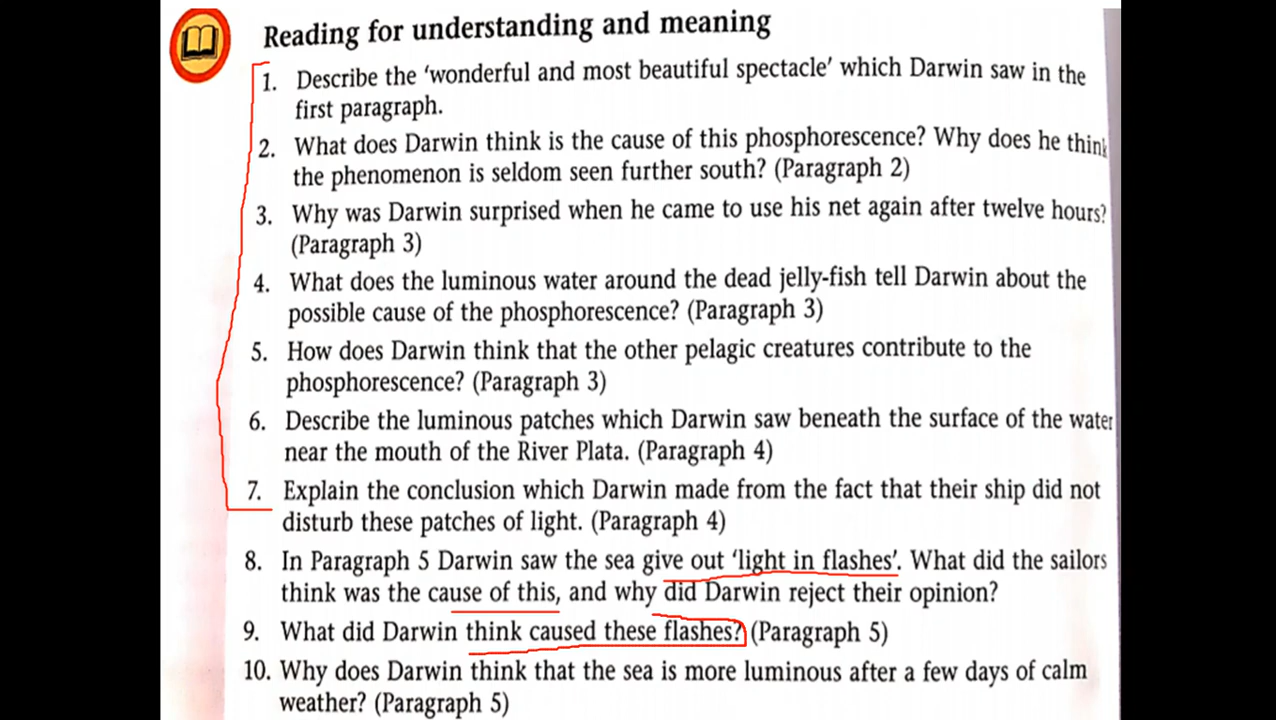 Reading for understanding and meaning
1. Describe the ‘wonderful and most beautiful spectacle’ which Darwin saw in the
first paragraph.
2. What does Darwin think is the cause of this phosphorescence? Why does he think
the phenomenon is seldom seen further south? (Paragraph 2)
3. Why was Darwin surprised when he came to use his net again after twelve hours?
(Paragraph 3)
4. What does the luminous water around the dead jelly-fish tell Darwin about the
possible cause of the phosphorescence? (Paragraph 3)
5. How does Darwin think that the other pelagic creatures contribute to the
phosphorescence? (Paragraph 3)
6. Describe the luminous patches which Darwin saw beneath the surface of the water
near the mouth of the River Plata. (Paragraph 4)
7. Explain the conclusion which Darwin made from the fact that their ship did not
disturb these patches of light. (Paragraph 4)
8. In Paragraph 5 Darwin saw the sea give out ‘light in flashes’. What did the sailors
think was the cause of this, and why did Darwin reject their opinion?
9. What did Darwin think caused these flashes? (Paragraph 5)
10. Why does Darwin think that the sea is more luminous after a few days of calm
weather? (Paragraph 5)